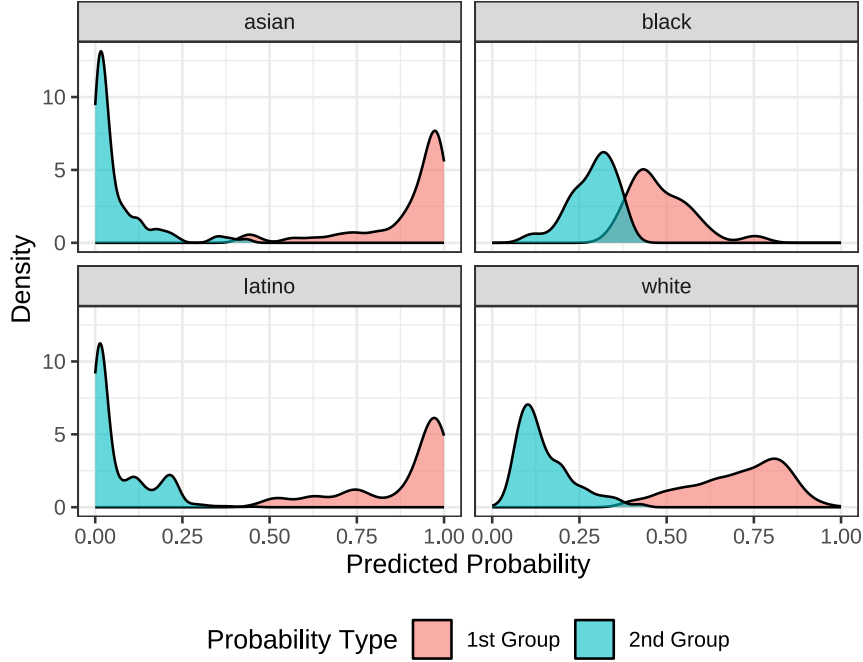 asian
black
10
5
0
latino
white
10
5
0
Density
0.00 0.25 0.50 0.75 1.00
0.00 0.25 0.50 0.75 1.00
Predicted Probability
Probability Type 1st Group 2nd Group